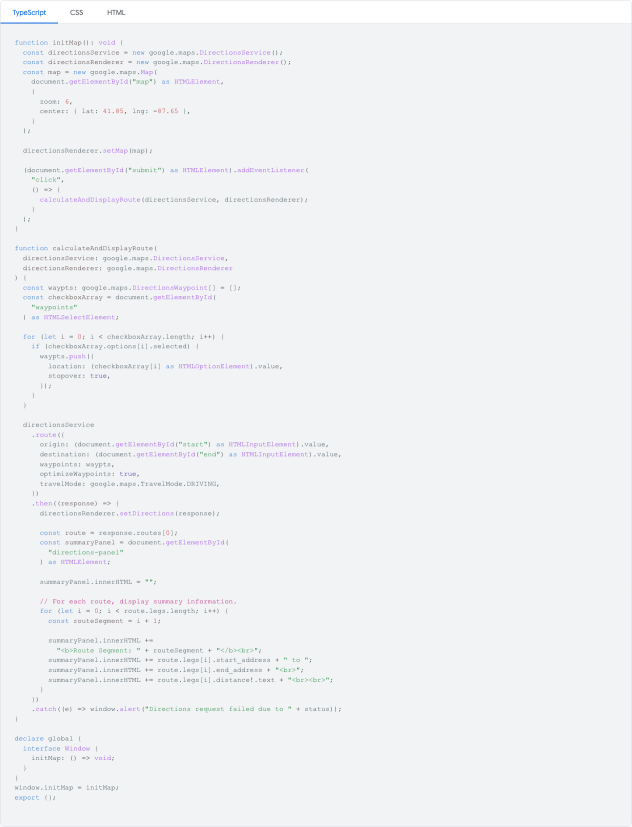 TypeScript CSS HTML
function initMap(): void {
  const directionsService = new google.maps.DirectionsService();
  const directionsRenderer = new google.maps.DirectionsRenderer();
  const map = new google.maps.Map(
    document.getElementById("map") as HTMLElement,
    {
      zoom: 6,
      center: { lat: 41.85, lng: -87.65 },
    }
  );
  directionsRenderer.setMap(map);
  (document.getElementById("submit") as HTMLElement).addEventListener(
    "click",
    () => {
      calculateAndDisplayRoute(directionsService, directionsRenderer);
    }
  );
}
function calculateAndDisplayRoute(
  directionsService: google.maps.DirectionsService,
  directionsRenderer: google.maps.DirectionsRenderer
) {
  const waypts: google.maps.DirectionsWaypoint[] = [];
  const checkboxArray = document.getElementById(
    "waypoints"
  ) as HTMLSelectElement;
  for (let i = 0; i < checkboxArray.length; i++) {
    if (checkboxArray.options[i].selected) {
      waypts.push({
        location: (checkboxArray[i] as HTMLOptionElement).value,
        stopover: true,
      });
    }
  }
  directionsService
    .route({
      origin: (document.getElementById("start") as HTMLInputElement).value,
      destination: (document.getElementById("end") as HTMLInputElement).value,
      waypoints: waypts,
      optimizeWaypoints: true,
      travelMode: google.maps.TravelMode.DRIVING,
    })
    .then((response) => {
      directionsRenderer.setDirections(response);
      const route = response.routes[0];
      const summaryPanel = document.getElementById(
        "directions-panel"
      ) as HTMLElement;
      summaryPanel.innerHTML = "";
      // For each route, display summary information.
      for (let i = 0; i < route.legs.length; i++) {
        const routeSegment = i + 1;
        summaryPanel.innerHTML +=
          "<b>Route Segment: " + routeSegment + "</b><br>";
        summaryPanel.innerHTML += route.legs[i].start_address + " to ";
        summaryPanel.innerHTML += route.legs[i].end_address + "<br>";
        summaryPanel.innerHTML += route.legs[i].distance!.text + "<br><br>";
      }
    })
    .catch((e) => window.alert("Directions request failed due to " + status));
}
declare global {
  interface Window {
    initMap: () => void;
  }
}
window.initMap = initMap;
export {};